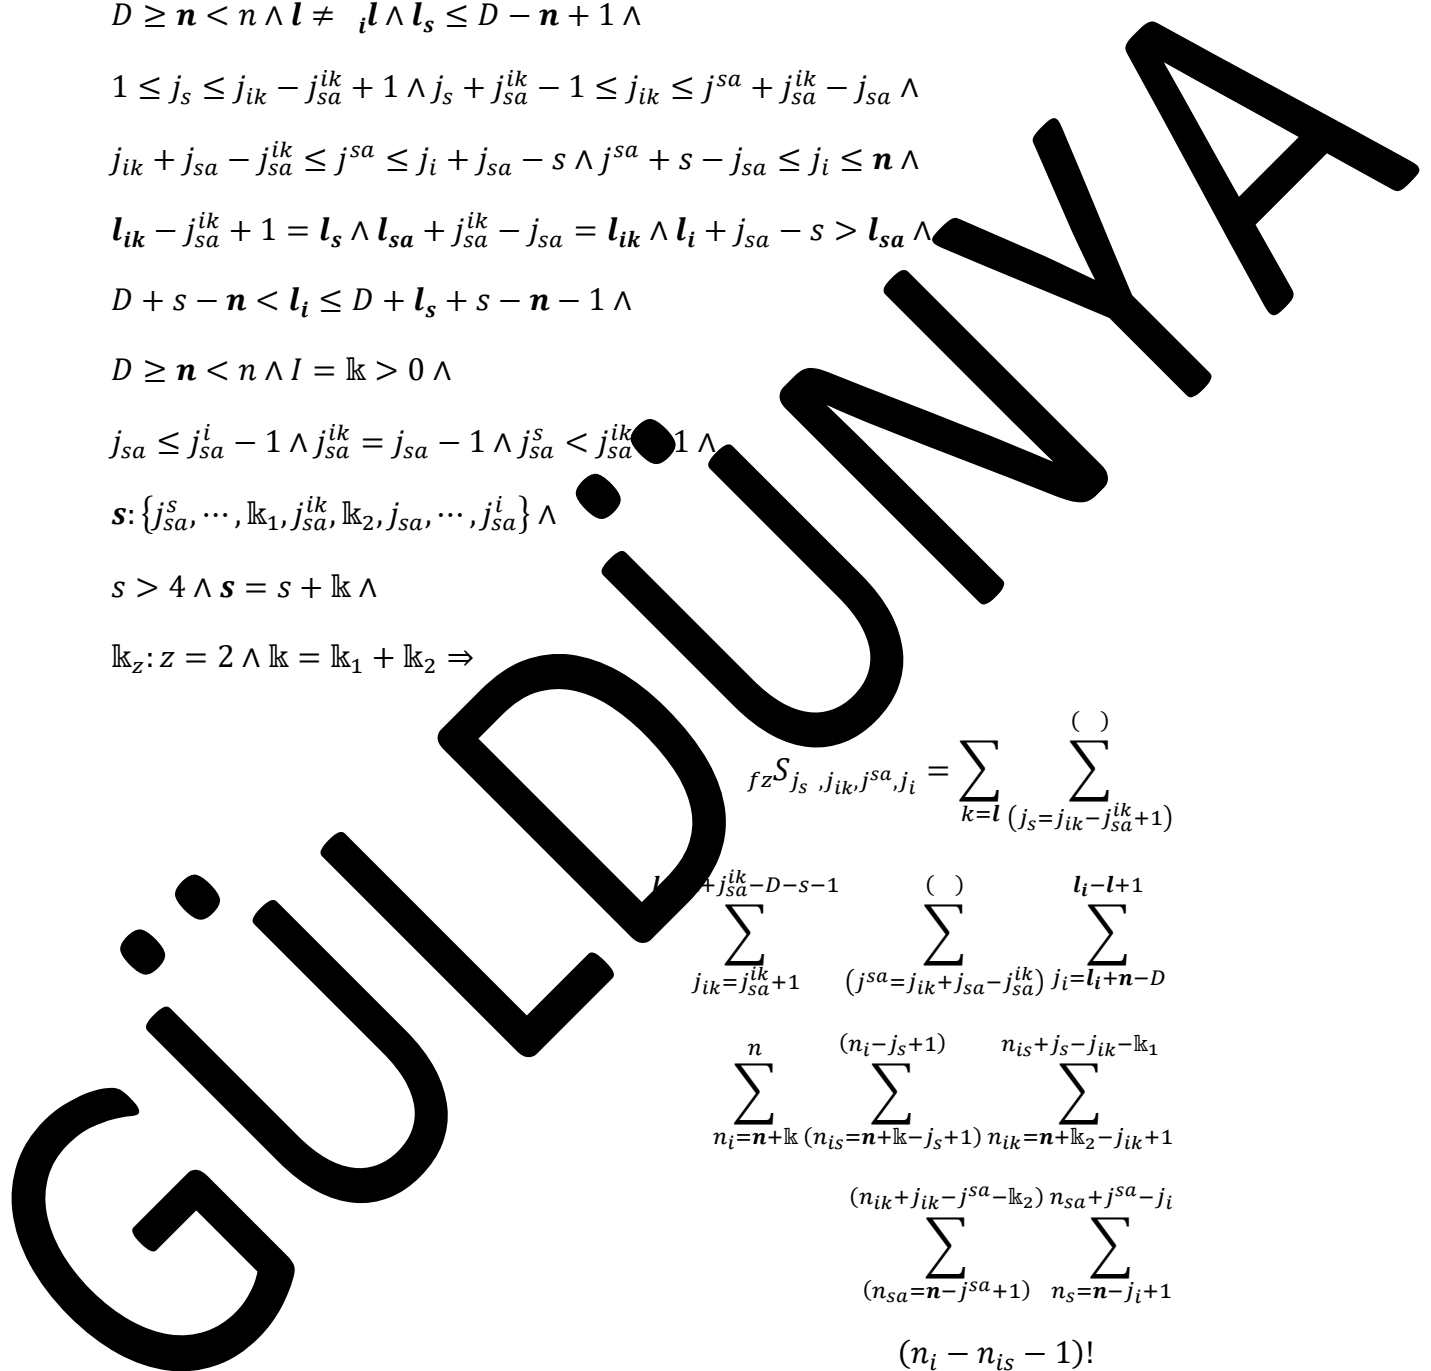 D ≥ n < n ∧ l ≠ ᵢl ∧ l_s ≤ D − n + 1 ∧
1 ≤ j_s ≤ j_{ik} − j_{sa}^{ik} + 1 ∧ j_s + j_{sa}^{ik} − 1 ≤ j_{ik} ≤ j^{sa} + j_{sa}^{ik} − j_{sa} ∧
j_{ik} + j_{sa} − j_{sa}^{ik} ≤ j^{sa} ≤ j_i + j_{sa} − s ∧ j^{sa} + s − j_{sa} ≤ j_i ≤ n ∧
l_{ik} − j_{sa}^{ik} + 1 = l_s ∧ l_{sa} + j_{sa}^{ik} − j_{sa} = l_{ik} ∧ l_i + j_{sa} − s > l_{sa} ∧
D + s − n < l_i ≤ D + l_s + s − n − 1 ∧
D ≥ n < n ∧ I = 𝕜 > 0 ∧
j_{sa} ≤ j_{sa}^{i} − 1 ∧ j_{sa}^{ik} = j_{sa} − 1 ∧ j_{sa}^{s} < j_{sa}^{ik} 1 ∧
s: {j_{sa}^{s}, ⋯, 𝕜_1, j_{sa}^{ik}, 𝕜_2, j_{sa}, ⋯, j_{sa}^{i}} ∧
s > 4 ∧ s = s + 𝕜 ∧
𝕜_z: z = 2 ∧ 𝕜 = 𝕜_1 + 𝕜_2 ⇒
_{fz}S_{j_s ,j_{ik},j^{sa},j_i} = ∑_{k=l} ∑_{(j_s=j_{ik}−j_{sa}^{ik}+1)}^{( )}
∑_{j_{ik}=j_{sa}^{ik}+1}^{+j_{sa}^{ik}−D−s−1} ∑_{(j^{sa}=j_{ik}+j_{sa}−j_{sa}^{ik})}^{( )} ∑_{j_i=l_i+n−D}^{l_i−l+1}
∑_{n_i=n+𝕜}^{n} ∑_{(n_{is}=n+𝕜−j_s+1)}^{(n_i−j_s+1)} ∑_{n_{ik}=n+𝕜_2−j_{ik}+1}^{n_{is}+j_s−j_{ik}−𝕜_1}
∑_{(n_{sa}=n−j^{sa}+1)}^{(n_{ik}+j_{ik}−j^{sa}−𝕜_2)} ∑_{n_s=n−j_i+1}^{n_{sa}+j^{sa}−j_i}
(n_i − n_{is} − 1)!
GÜLDÜNYA